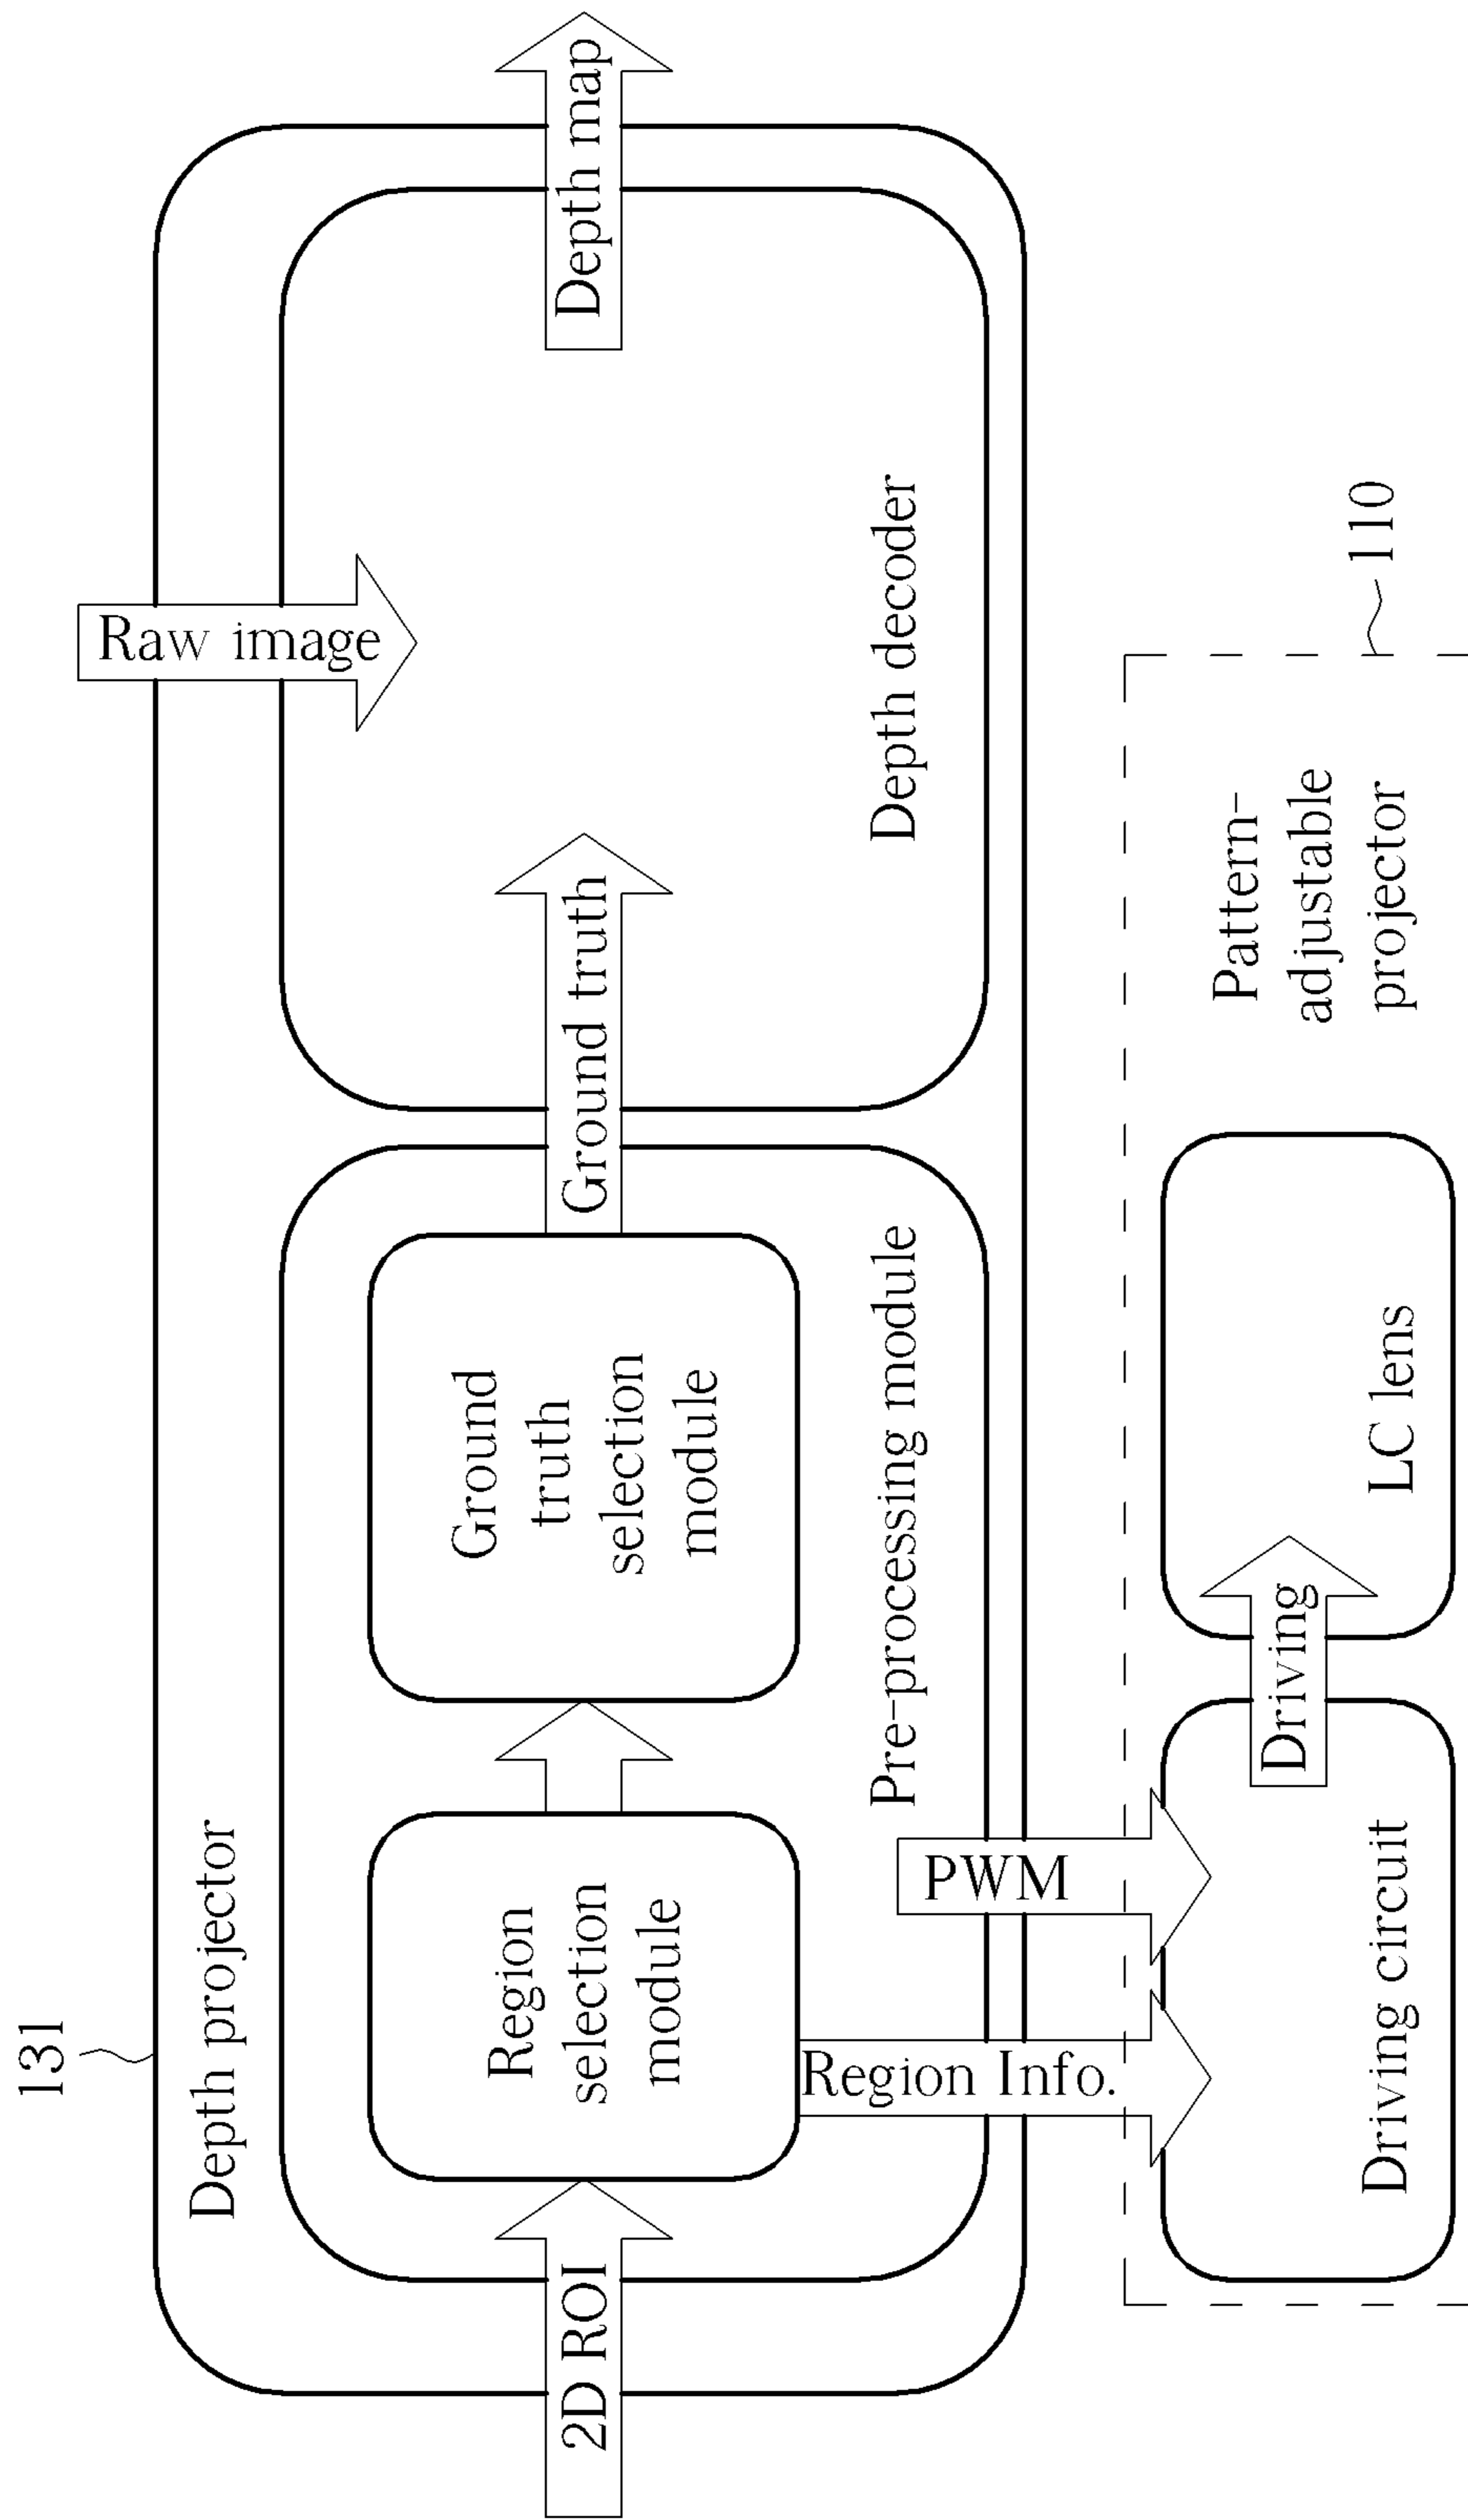 131
Depth projector
2D ROI
Region
selection
module
Ground
truth
selection
module
Pre-processing module
Ground truth
Raw image
Depth decoder
Depth map
Region Info.
PWM
Driving circuit
Driving
LC lens
Pattern-
adjustable
projector
110